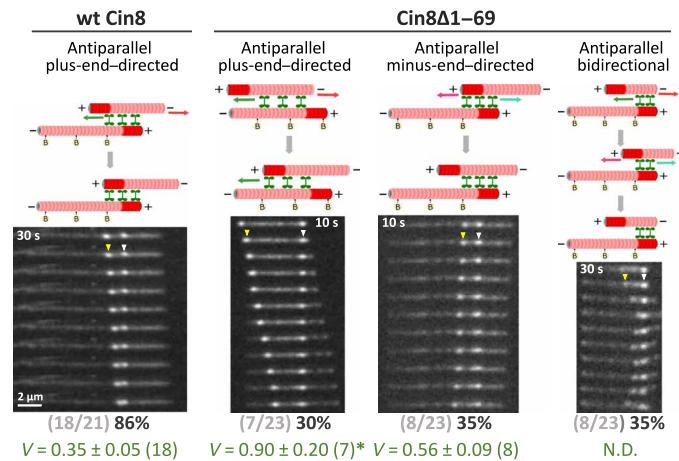 wt Cin8
Cin8Δ1–69
Antiparallel
plus-end–directed
Antiparallel
plus-end–directed
Antiparallel
minus-end–directed
Antiparallel
bidirectional
+ −
− +
B B B
+ −
− +
B B B
+ −
− +
B B B
+ −
− +
B B B
+ −
− +
B B B
+ −
− +
B B B
+ −
− +
B B B
+ −
− +
B B B
+ −
− +
B B B
30 s
2 μm
10 s
10 s
30 s
(18/21) 86%
(7/23) 30%
(8/23) 35%
(8/23) 35%
V = 0.35 ± 0.05 (18)
V = 0.90 ± 0.20 (7)*
V = 0.56 ± 0.09 (8)
N.D.